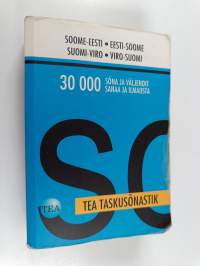 SOOME-EESTI • EESTI-SOOME
SUOMI-VIRO • VIRO-SUOMI
30 000 SÕNA JA VÄLJENDIT
SANAA JA ILMAISTA
SO
TEA
TEA TASKUSÕNASTIK